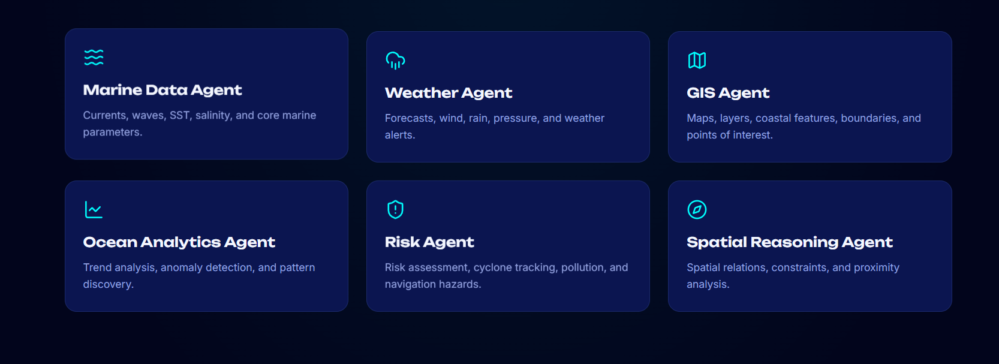 Marine Data Agent
Currents, waves, SST, salinity, and core marine
parameters.
Weather Agent
Forecasts, wind, rain, pressure, and weather
alerts.
GIS Agent
Maps, layers, coastal features, boundaries, and
points of interest.
Ocean Analytics Agent
Trend analysis, anomaly detection, and pattern
discovery.
Risk Agent
Risk assessment, cyclone tracking, pollution, and
navigation hazards.
Spatial Reasoning Agent
Spatial relations, constraints, and proximity
analysis.